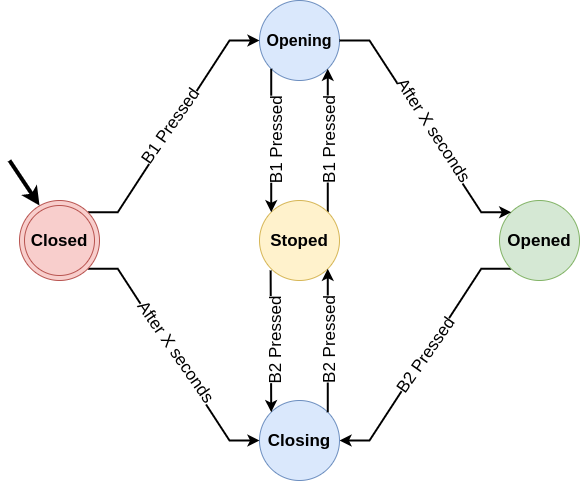 Opening
B1 Pressed
After X seconds
B1 Pressed
B1 Pressed
Closed
Stoped
Opened
After X seconds
B2 Pressed
B2 Pressed
B2 Pressed
Closing